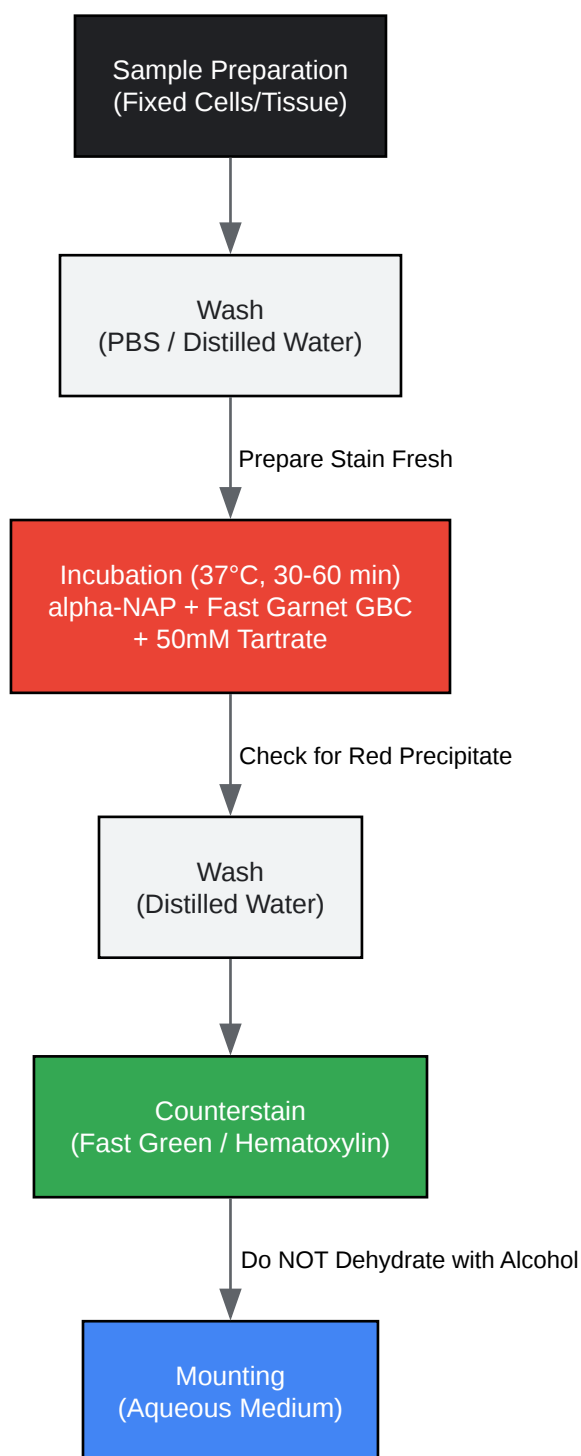 Sample Preparation
(Fixed Cells/Tissue)
Wash
(PBS / Distilled Water)
Prepare Stain Fresh
Incubation (37°C, 30-60 min)
alpha-NAP + Fast Garnet GBC
+ 50mM Tartrate
Check for Red Precipitate
Wash
(Distilled Water)
Counterstain
(Fast Green / Hematoxylin)
Do NOT Dehydrate with Alcohol
Mounting
(Aqueous Medium)